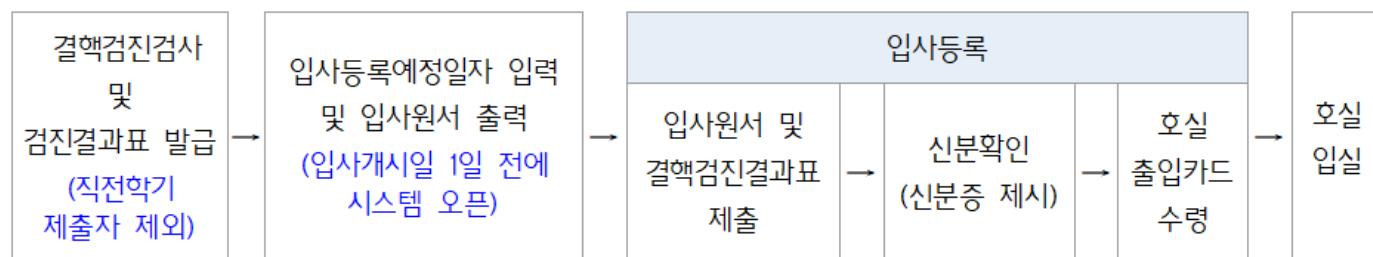 결핵검진검사
및
검진결과표 발급
(직전학기
제출자 제외)
→
입사등록예정일자 입력
및 입사원서 출력
(입사개시일 1일 전에
시스템 오픈)
→
입사등록
입사원서 및
결핵검진결과표
제출
→
신분확인
(신분증 제시)
→
호실
출입카드
수령
→
호실
입실